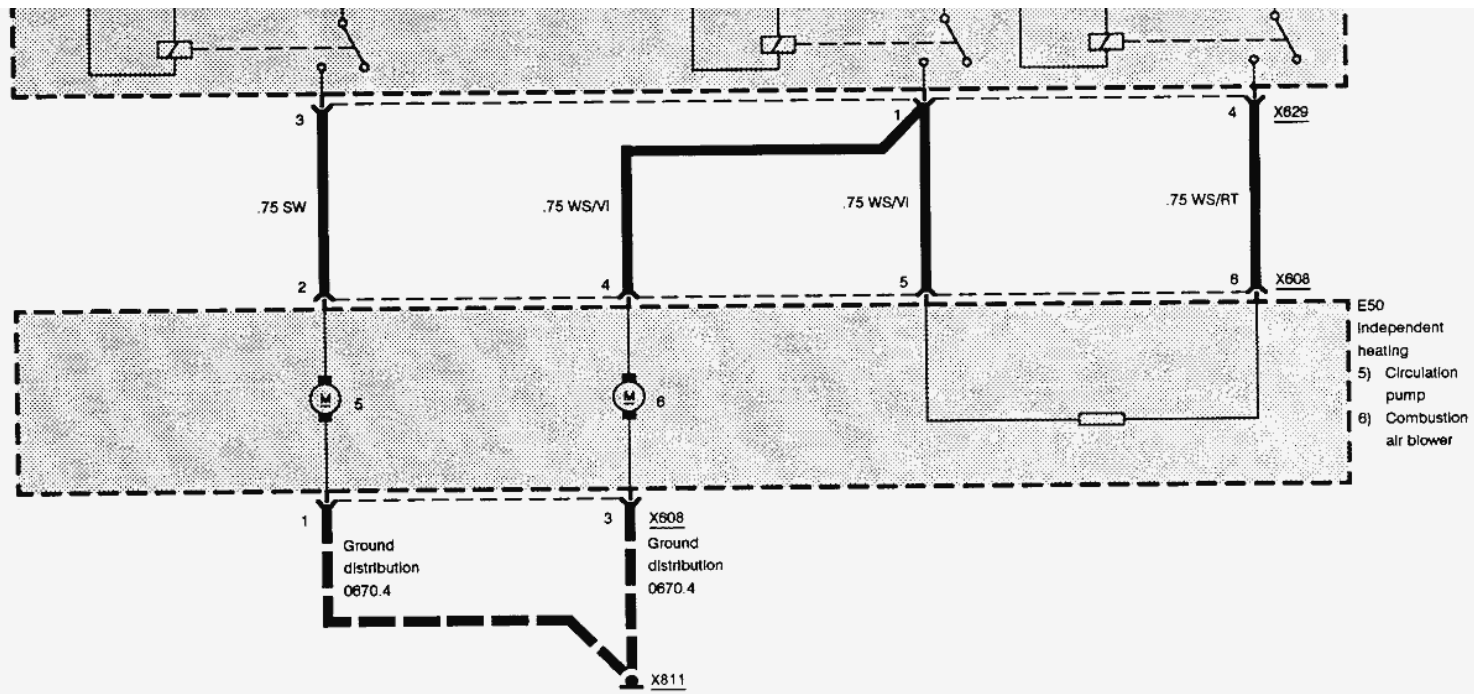 3
1
4
X629
.75 SW
.75 WS/VI
.75 WS/VI
.75 WS/RT
2
4
5
6
X608
E50
Independent
heating
5) Circulation
pump
6) Combustion
air blower
M
5
M
6
1
3
X608
Ground
distribution
0670.4
Ground
distribution
0670.4
X811